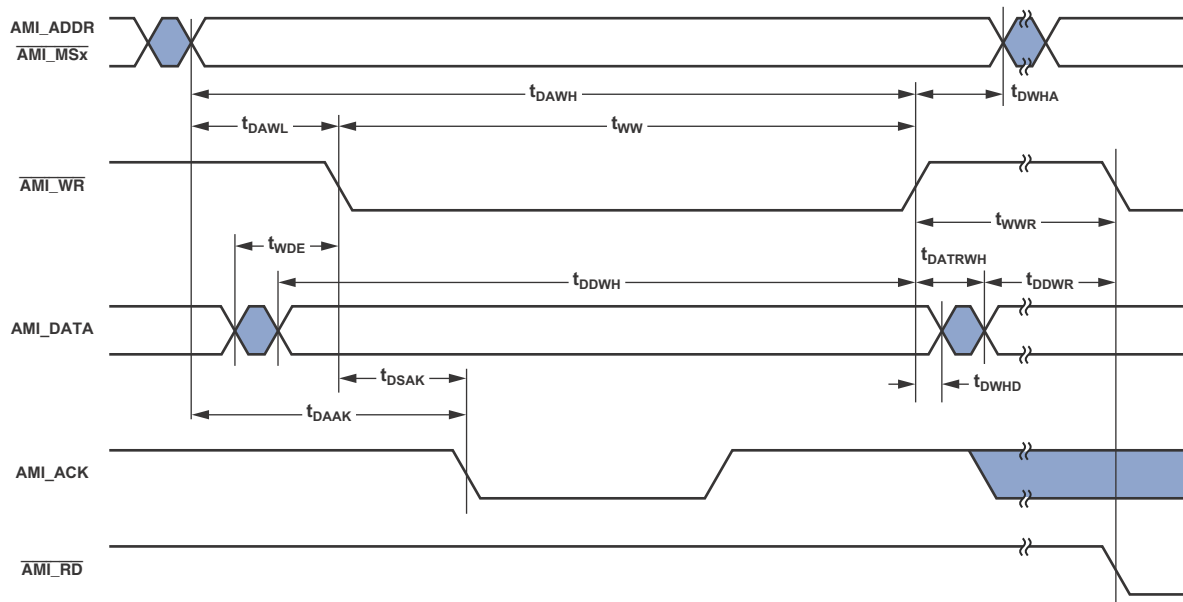 AMI_ADDR
AMI_MSx
tDAWH
tDWHA
tDAWL
tWW
AMI_WR
tWWR
tWDE
tDATRWH
tDDWH
tDDWR
AMI_DATA
tDSAK
tDWHD
tDAAK
AMI_ACK
AMI_RD